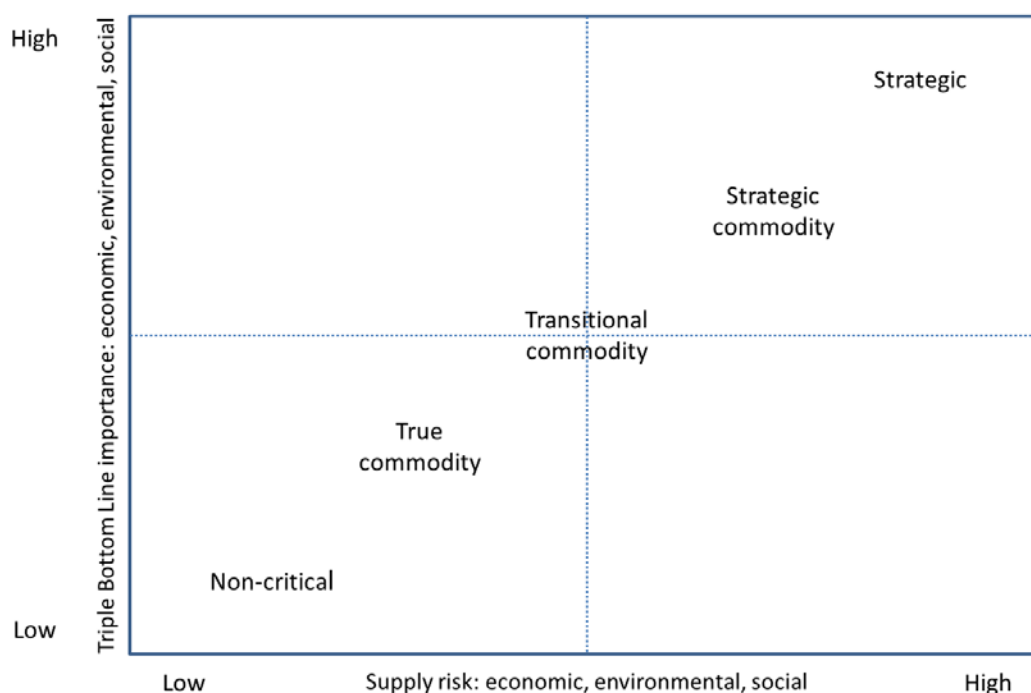 High
Triple Bottom Line importance: economic, environmental, social
Strategic
Strategic
commodity
Transitional
commodity
True
commodity
Non-critical
Low
Low
Supply risk: economic, environmental, social
High